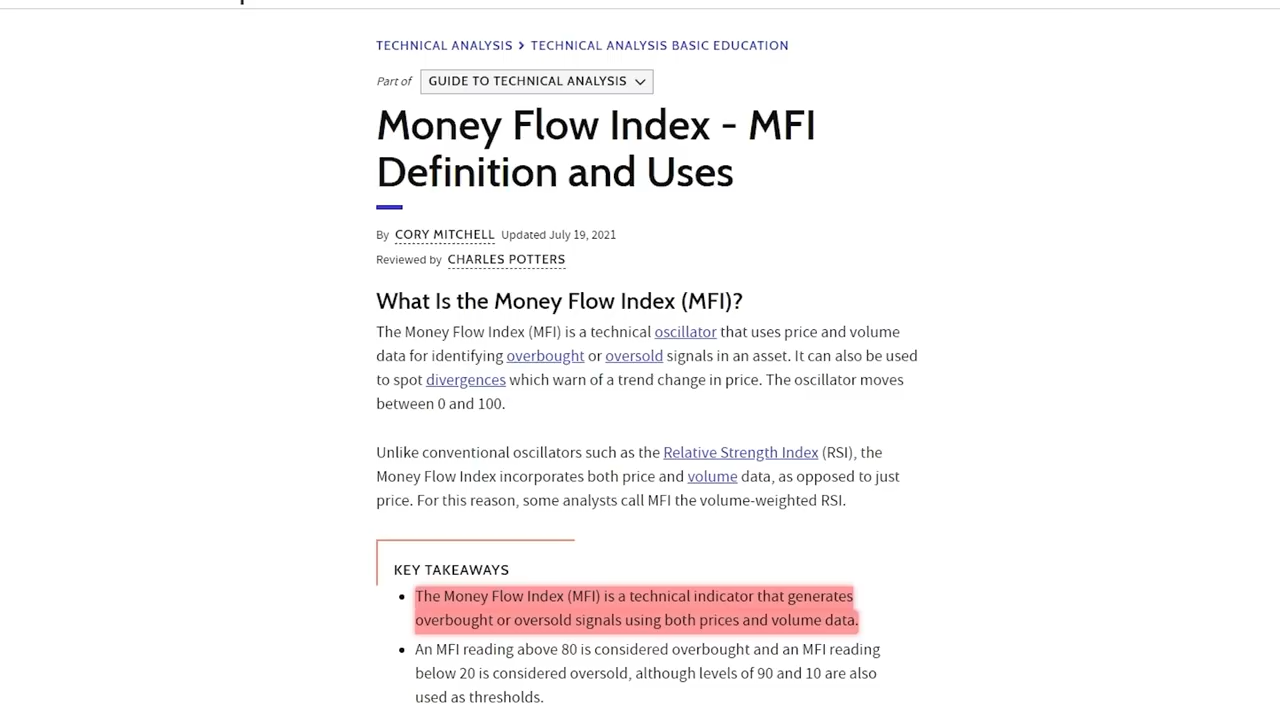 TECHNICAL ANALYSIS > TECHNICAL ANALYSIS BASIC EDUCATION
Part of GUIDE TO TECHNICAL ANALYSIS
Money Flow Index - MFI
Definition and Uses
By CORY MITCHELL Updated July 19, 2021
Reviewed by CHARLES POTTERS
What Is the Money Flow Index (MFI)?
The Money Flow Index (MFI) is a technical oscillator that uses price and volume
data for identifying overbought or oversold signals in an asset. It can also be used
to spot divergences which warn of a trend change in price. The oscillator moves
between 0 and 100.
Unlike conventional oscillators such as the Relative Strength Index (RSI), the
Money Flow Index incorporates both price and volume data, as opposed to just
price. For this reason, some analysts call MFI the volume-weighted RSI.
KEY TAKEAWAYS
• The Money Flow Index (MFI) is a technical indicator that generates
overbought or oversold signals using both prices and volume data.
• An MFI reading above 80 is considered overbought and an MFI reading
below 20 is considered oversold, although levels of 90 and 10 are also
used as thresholds.